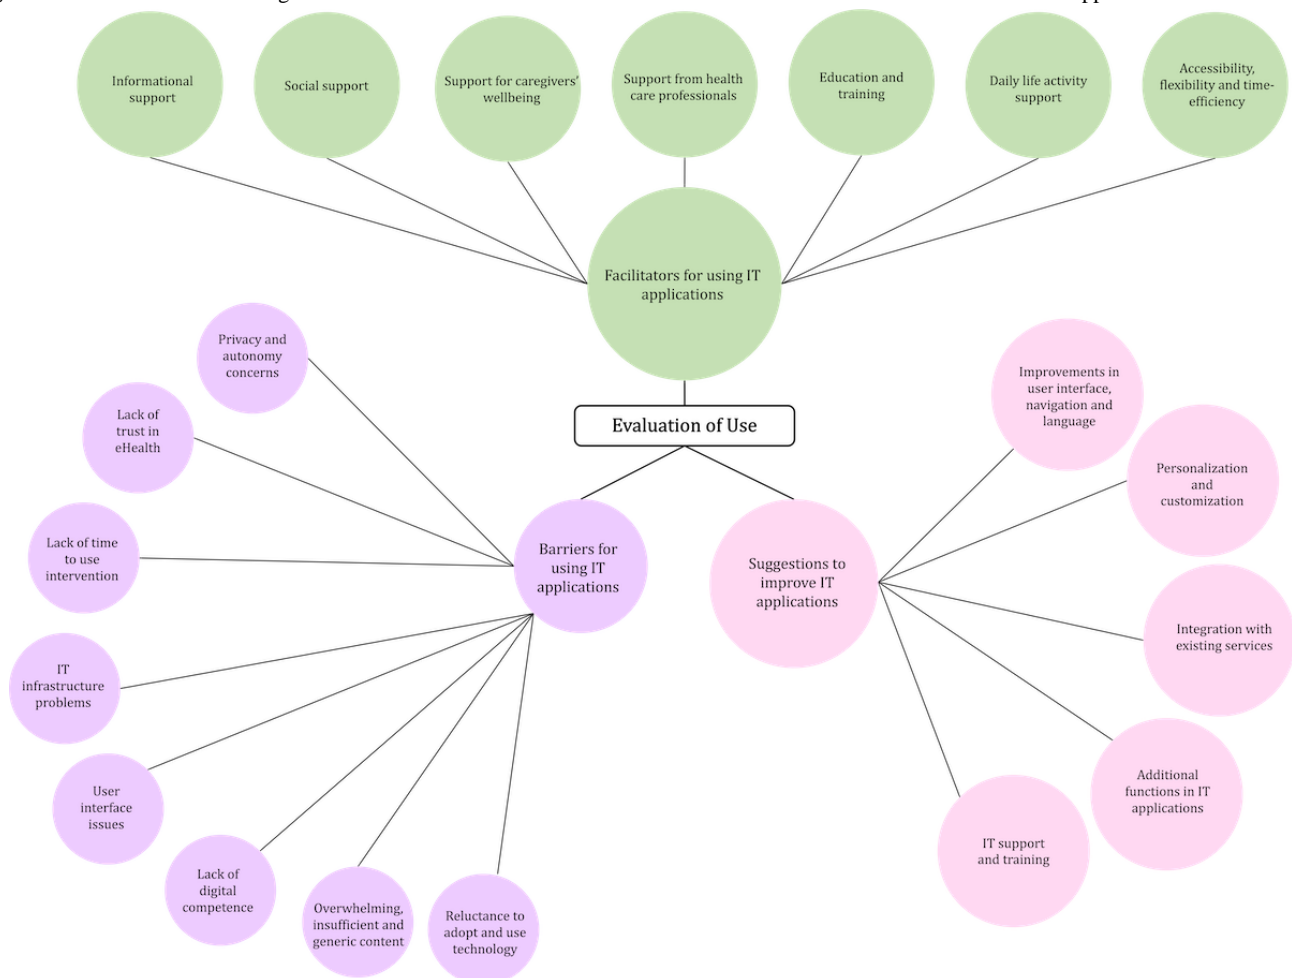 Informational
support
Social support
Support for caregivers'
wellbeing
Support from health
care professionals
Education and
training
Daily life activity
support
Accessibility,
flexibility and time-
efficiency
Facilitators for using IT
applications
Evaluation of Use
Barriers for
using IT
applications
Privacy and
autonomy
concerns
Lack of
trust in
eHealth
Lack of time
to use
intervention
IT
infrastructure
problems
User
interface
issues
Lack of
digital
competence
Overwhelming,
insufficient and
generic content
Reluctance to
adopt and use
technology
Suggestions to
improve IT
applications
Improvements in
user interface,
navigation and
language
Personalization
and
customization
Integration with
existing services
Additional
functions in IT
applications
IT support
and training